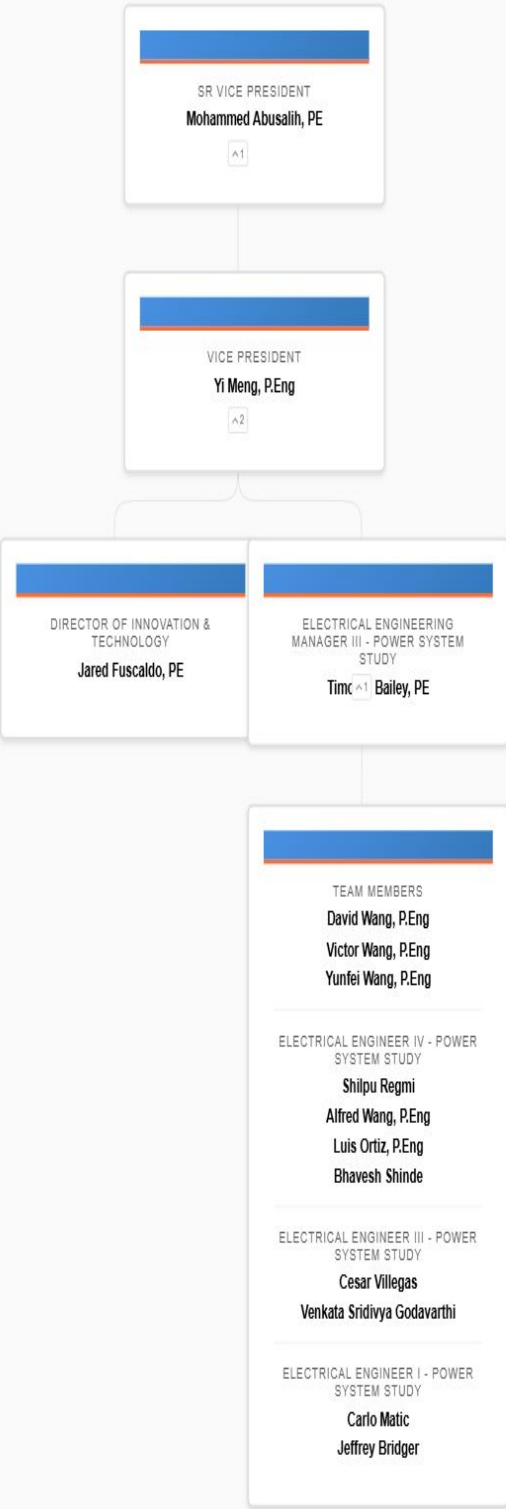 SR VICE PRESIDENT
Mohammed Abusalih, PE
^1
VICE PRESIDENT
Yi Meng, P.Eng
^2
DIRECTOR OF INNOVATION &
TECHNOLOGY
Jared Fuscaldo, PE
ELECTRICAL ENGINEERING
MANAGER III - POWER SYSTEM
STUDY
^1 Bailey, PE
TEAM MEMBERS
David Wang, P.Eng
Victor Wang, P.Eng
Yunfei Wang, P.Eng
ELECTRICAL ENGINEER IV - POWER
SYSTEM STUDY
Shilpu Regmi
Alfred Wang, P.Eng
Luis Ortiz, P.Eng
Bhavesh Shinde
ELECTRICAL ENGINEER III - POWER
SYSTEM STUDY
Cesar Villegas
Venkata Sridivya Godavarthi
ELECTRICAL ENGINEER I - POWER
SYSTEM STUDY
Carlo Matic
Jeffrey Bridger